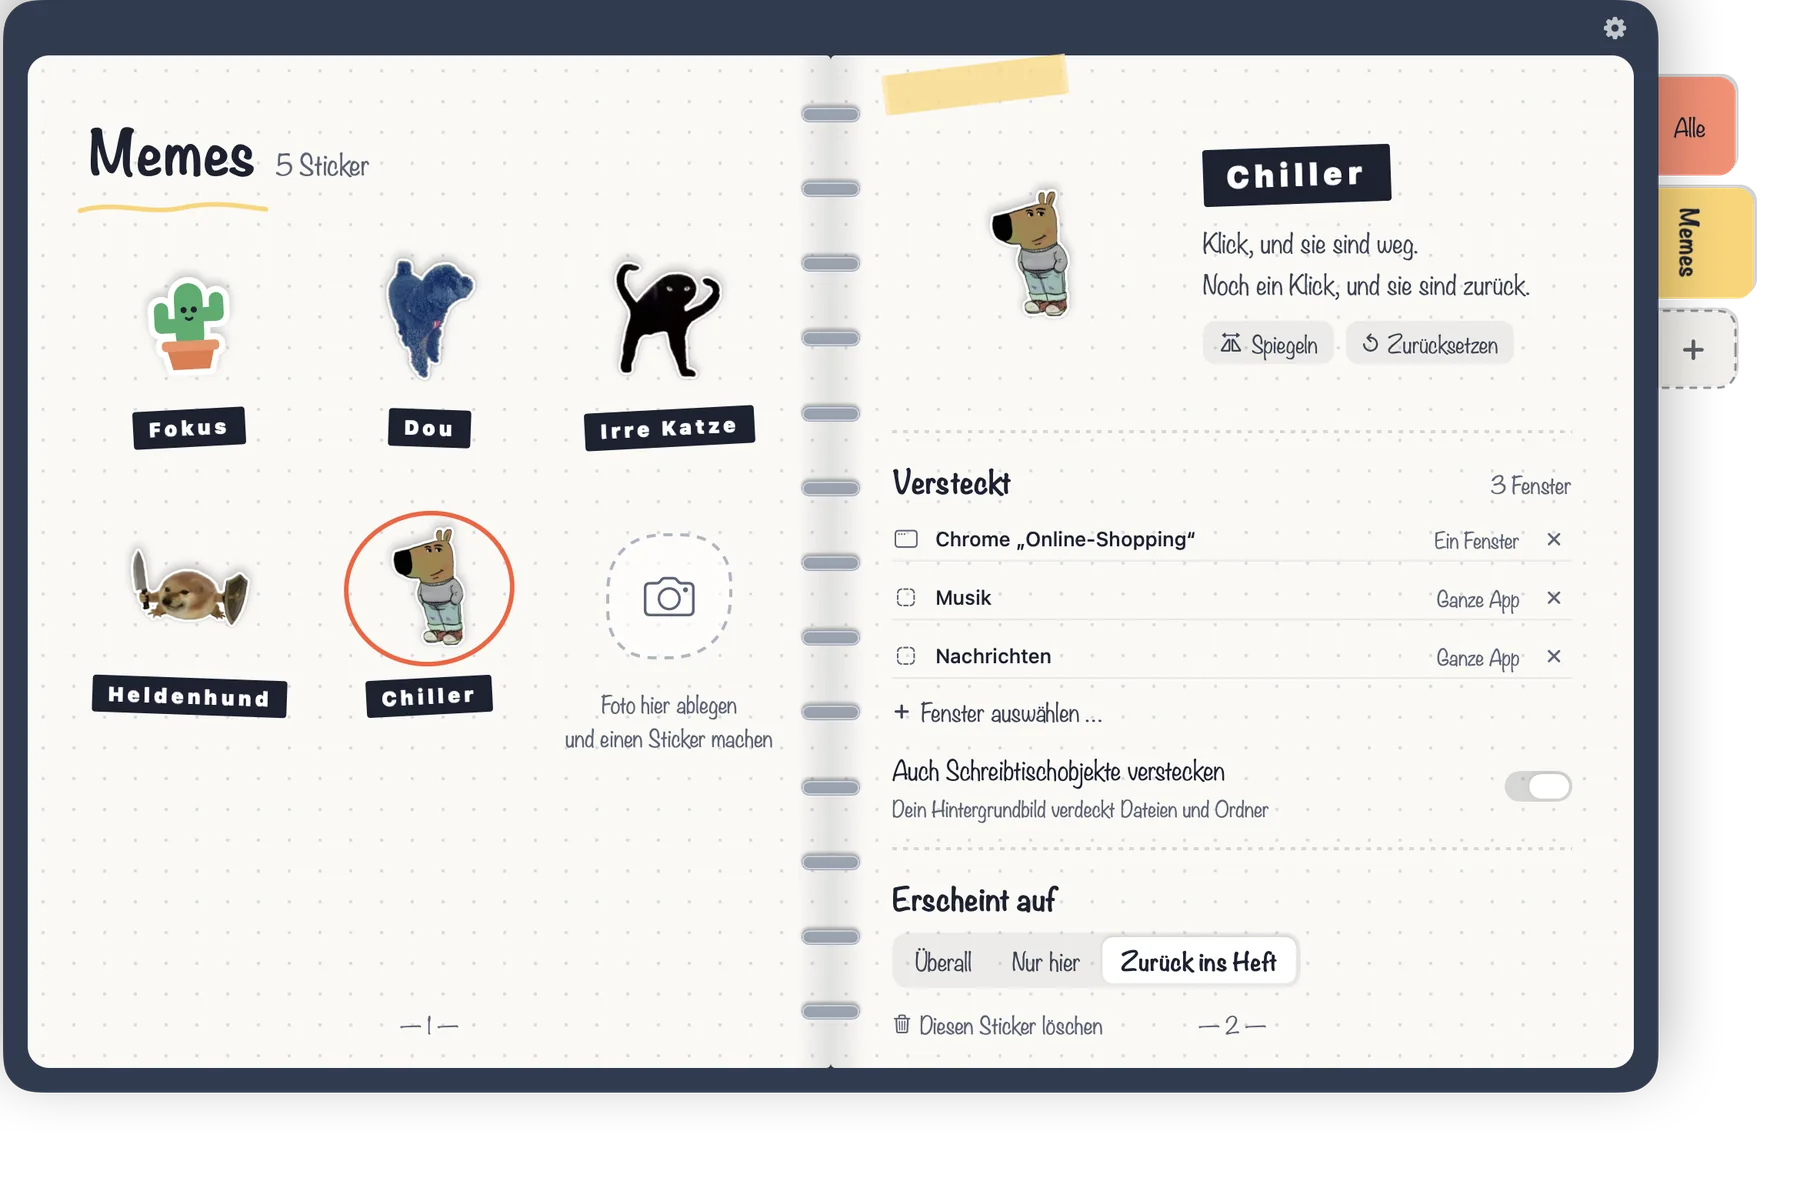 Memes
5 Sticker
Fokus
Dou
Irre Katze
Heldenhund
Chiller
Foto hier ablegen
und einen Sticker machen
—1—
Chiller
Klick, und sie sind weg.
Noch ein Klick, und sie sind zurück.
Spiegeln
Zurücksetzen
Versteckt
3 Fenster
Chrome „Online-Shopping“
Ein Fenster
Musik
Ganze App
Nachrichten
Ganze App
+ Fenster auswählen …
Auch Schreibtischobjekte verstecken
Dein Hintergrundbild verdeckt Dateien und Ordner
Erscheint auf
Überall
Nur hier
Zurück ins Heft
Diesen Sticker löschen
—2—
Alle
Memes
+